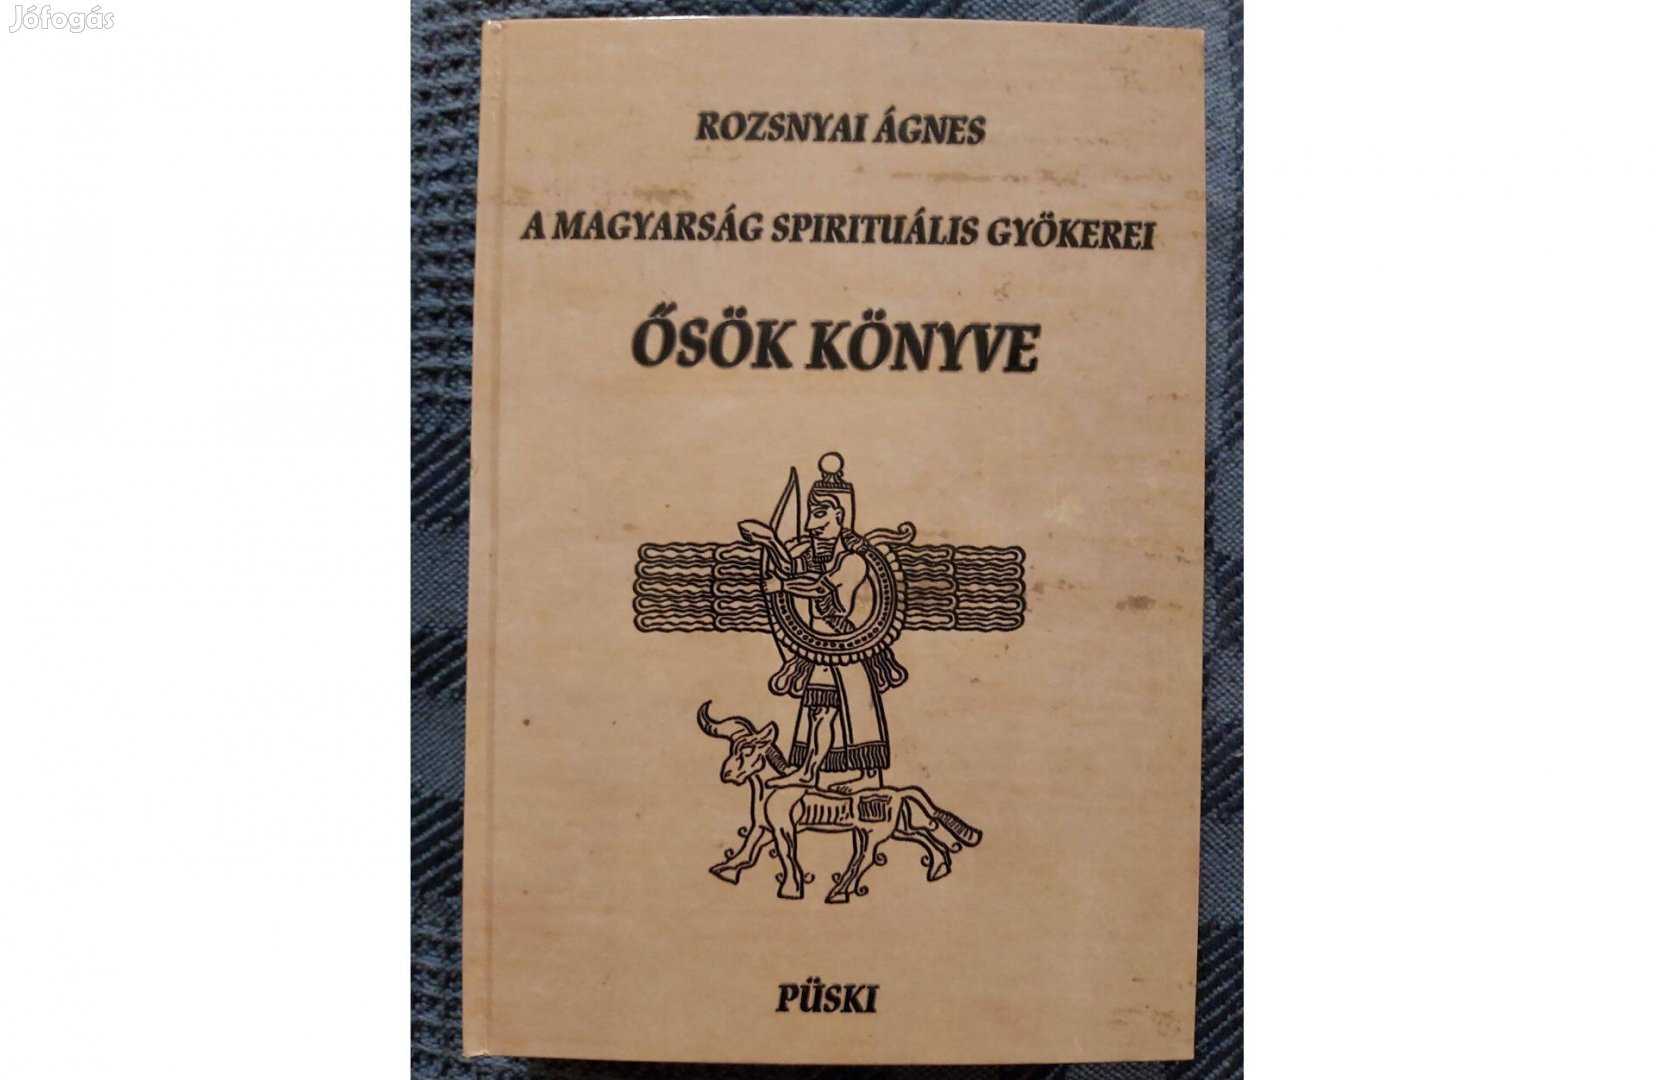 Jófogás
ROZSNYAI ÁGNES
A MAGYARSÁG SPIRITUÁLIS GYÖKEREI
ŐSÖK KÖNYVE
PÜSKI